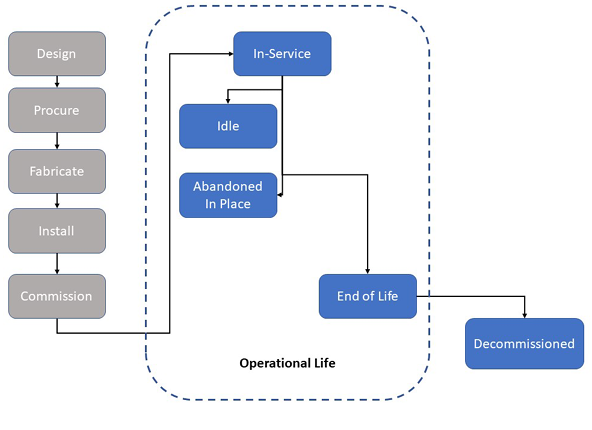 Design
Procure
Fabricate
Install
Commission
In-Service
Idle
Abandoned
In Place
End of Life
Decommissioned
Operational Life